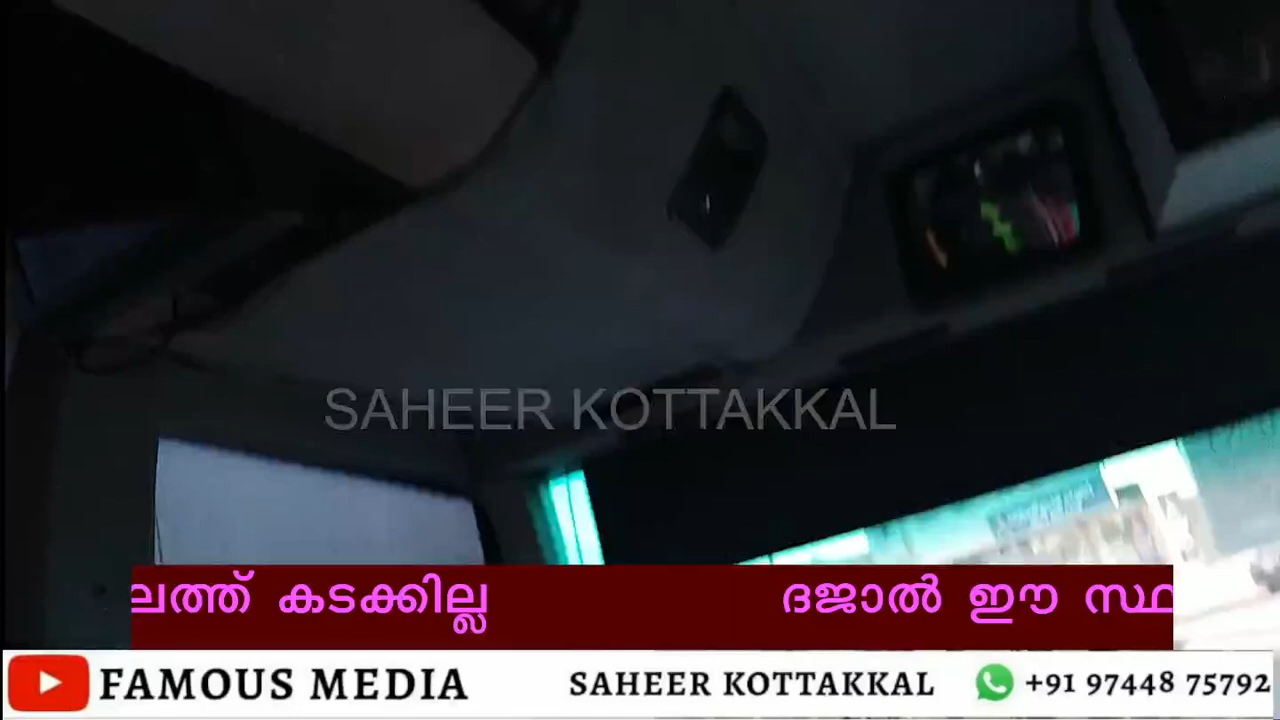 SAHEER KOTTAKKAL
ലത്ത് കടക്കില്ല ദജാൽ ഈ സ്ഥ
FAMOUS MEDIA SAHEER KOTTAKKAL +91 97448 75792